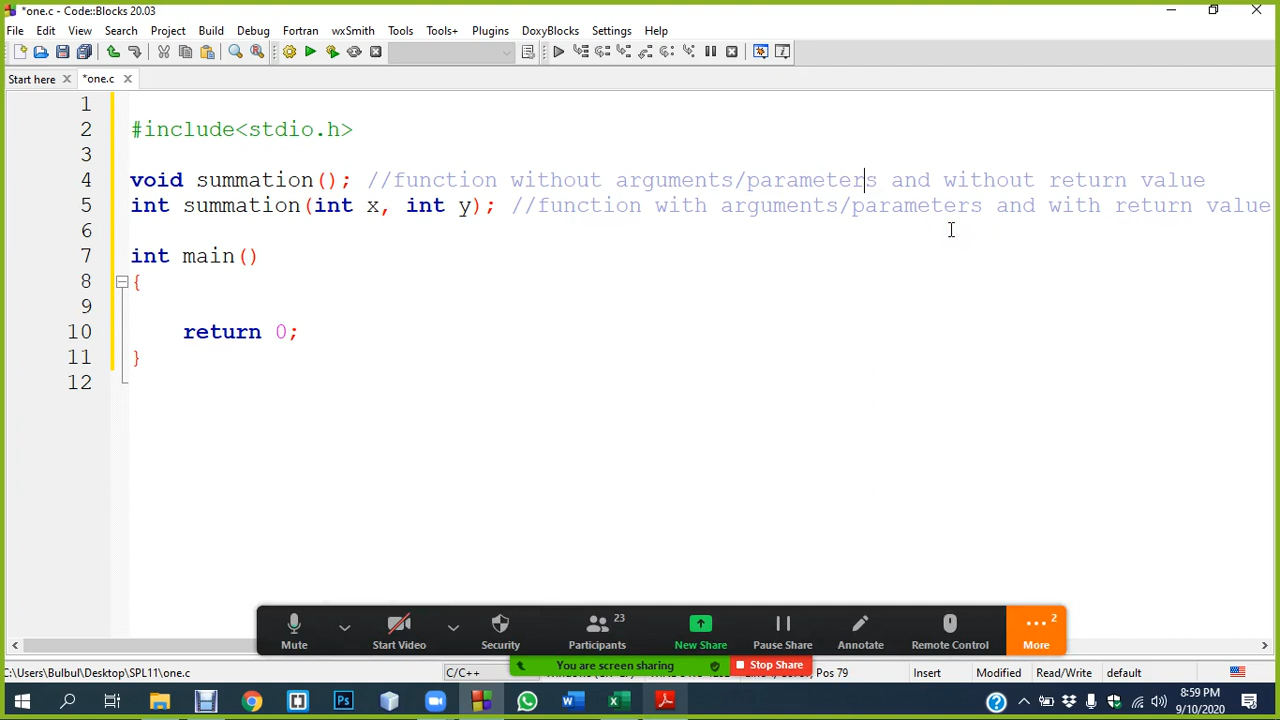 *one.c - Code::Blocks 20.03
File Edit View Search Project Build Debug Fortran wxSmith Tools Tools+ Plugins DoxyBlocks Settings Help
Start here *one.c
1
2 #include<stdio.h>
3
4 void summation(); //function without arguments/parameters and without return value
5 int summation(int x, int y); //function with arguments/parameters and with return value
6
7 int main()
8 {
9
10 return 0;
11 }
12
23 2
Mute Start Video Security Participants New Share Pause Share Annotate Remote Control More
You are screen sharing Stop Share
C:\Users\Bulbul\Desktop\SPL11\one.c C/C++ Pos 79 Insert Modified Read/Write default
8:59 PM
9/10/2020